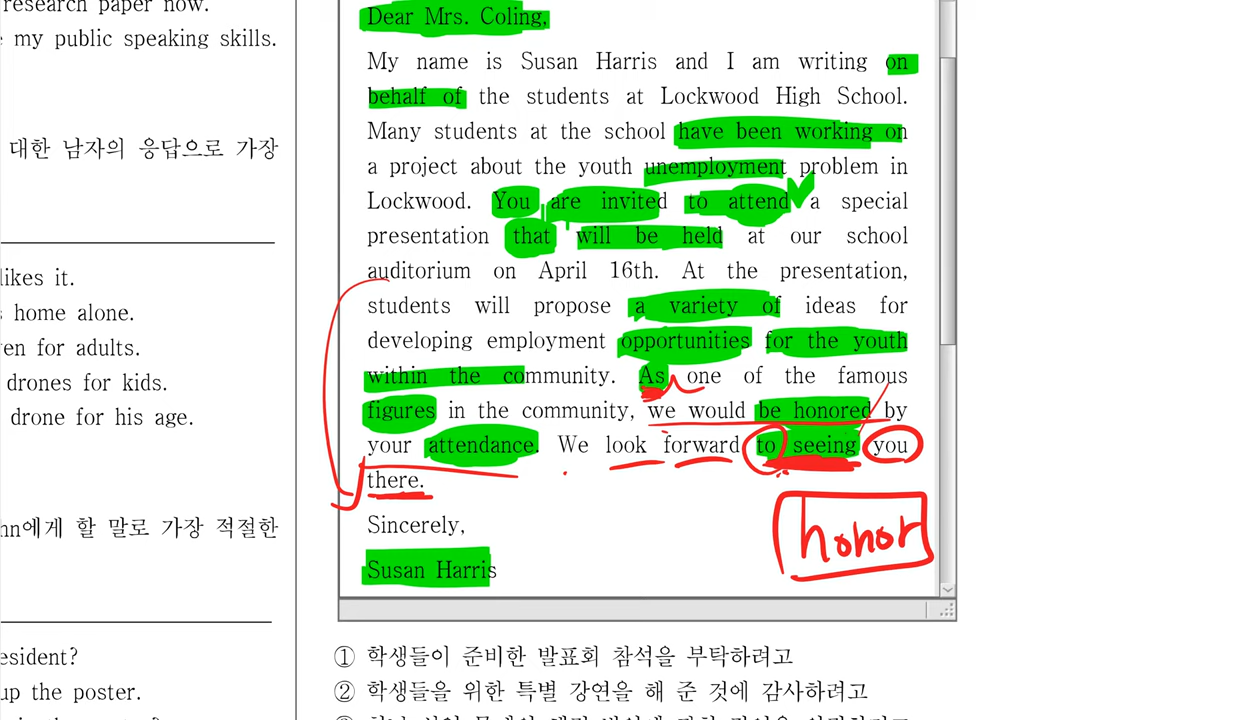 research paper now.
my public speaking skills.
대한 남자의 응답으로 가장
likes it.
home alone.
en for adults.
drones for kids.
drone for his age.
에게 할 말로 가장 적절한
esident?
up the poster.
Dear Mrs. Coling,
My name is Susan Harris and I am writing on
behalf of the students at Lockwood High School.
Many students at the school have been working on
a project about the youth unemployment problem in
Lockwood. You are invited to attend a special
presentation that will be held at our school
auditorium on April 16th. At the presentation,
students will propose a variety of ideas for
developing employment opportunities for the youth
within the community. As one of the famous
figures in the community, we would be honored by
your attendance. We look forward to seeing you
there.
Sincerely,
Susan Harris
honor
① 학생들이 준비한 발표회 참석을 부탁하려고
② 학생들을 위한 특별 강연을 해 준 것에 감사하려고